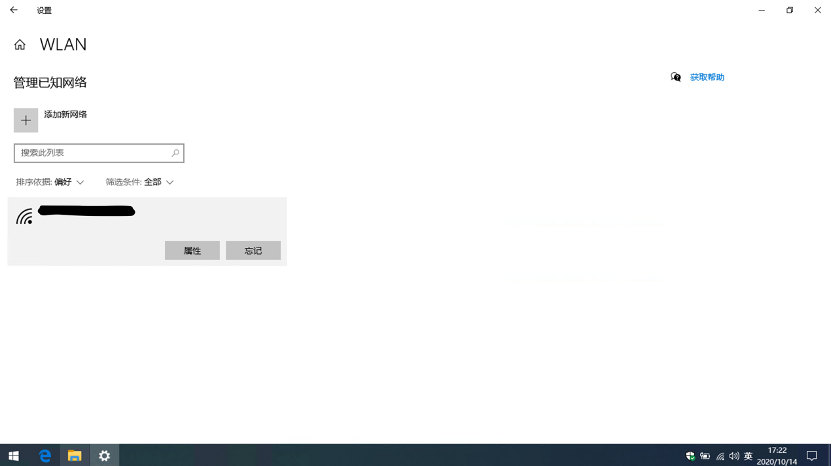 设置
WLAN
管理已知网络
获取帮助
添加新网络
搜索此列表
排序依据: 偏好 筛选条件: 全部
属性 忘记
英
17:22
2020/10/14